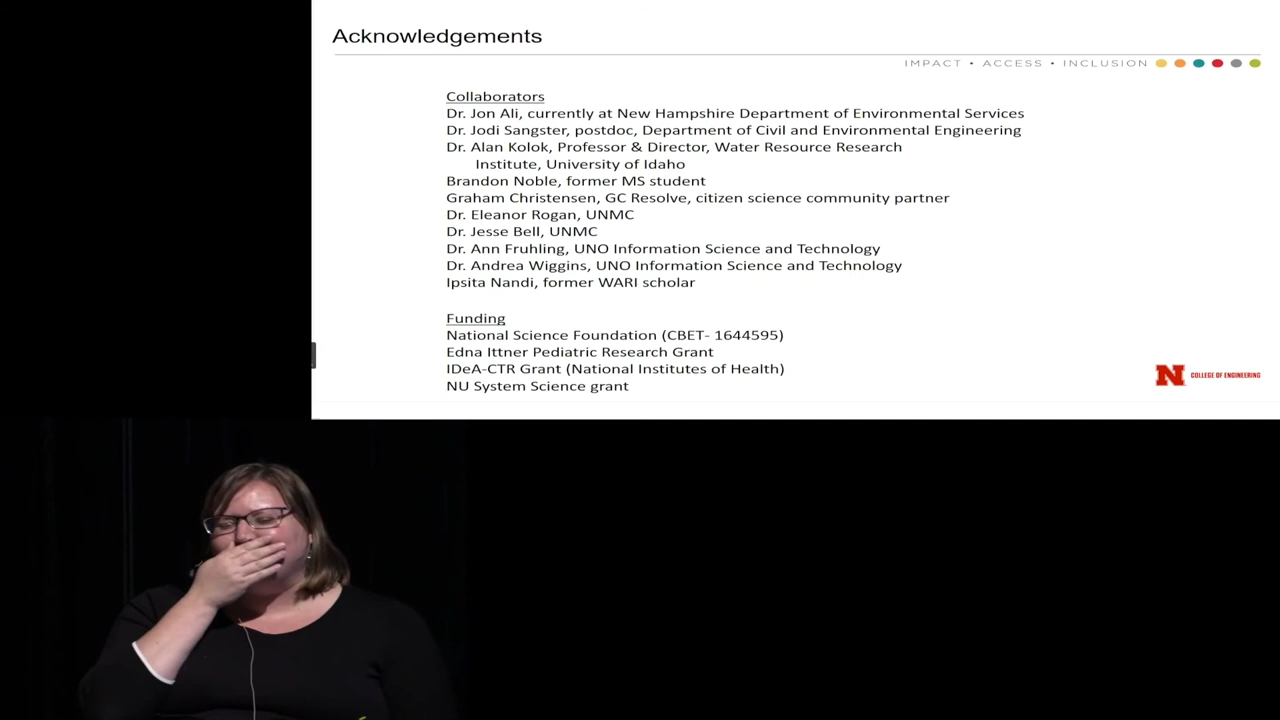 Acknowledgements
IMPACT • ACCESS • INCLUSION
Collaborators
Dr. Jon Ali, currently at New Hampshire Department of Environmental Services
Dr. Jodi Sangster, postdoc, Department of Civil and Environmental Engineering
Dr. Alan Kolok, Professor & Director, Water Resource Research
Institute, University of Idaho
Brandon Noble, former MS student
Graham Christensen, GC Resolve, citizen science community partner
Dr. Eleanor Rogan, UNMC
Dr. Jesse Bell, UNMC
Dr. Ann Fruhling, UNO Information Science and Technology
Dr. Andrea Wiggins, UNO Information Science and Technology
Ipsita Nandi, former WARI scholar
Funding
National Science Foundation (CBET- 1644595)
Edna Ittner Pediatric Research Grant
IDeA-CTR Grant (National Institutes of Health)
NU System Science grant
N COLLEGE OF ENGINEERING